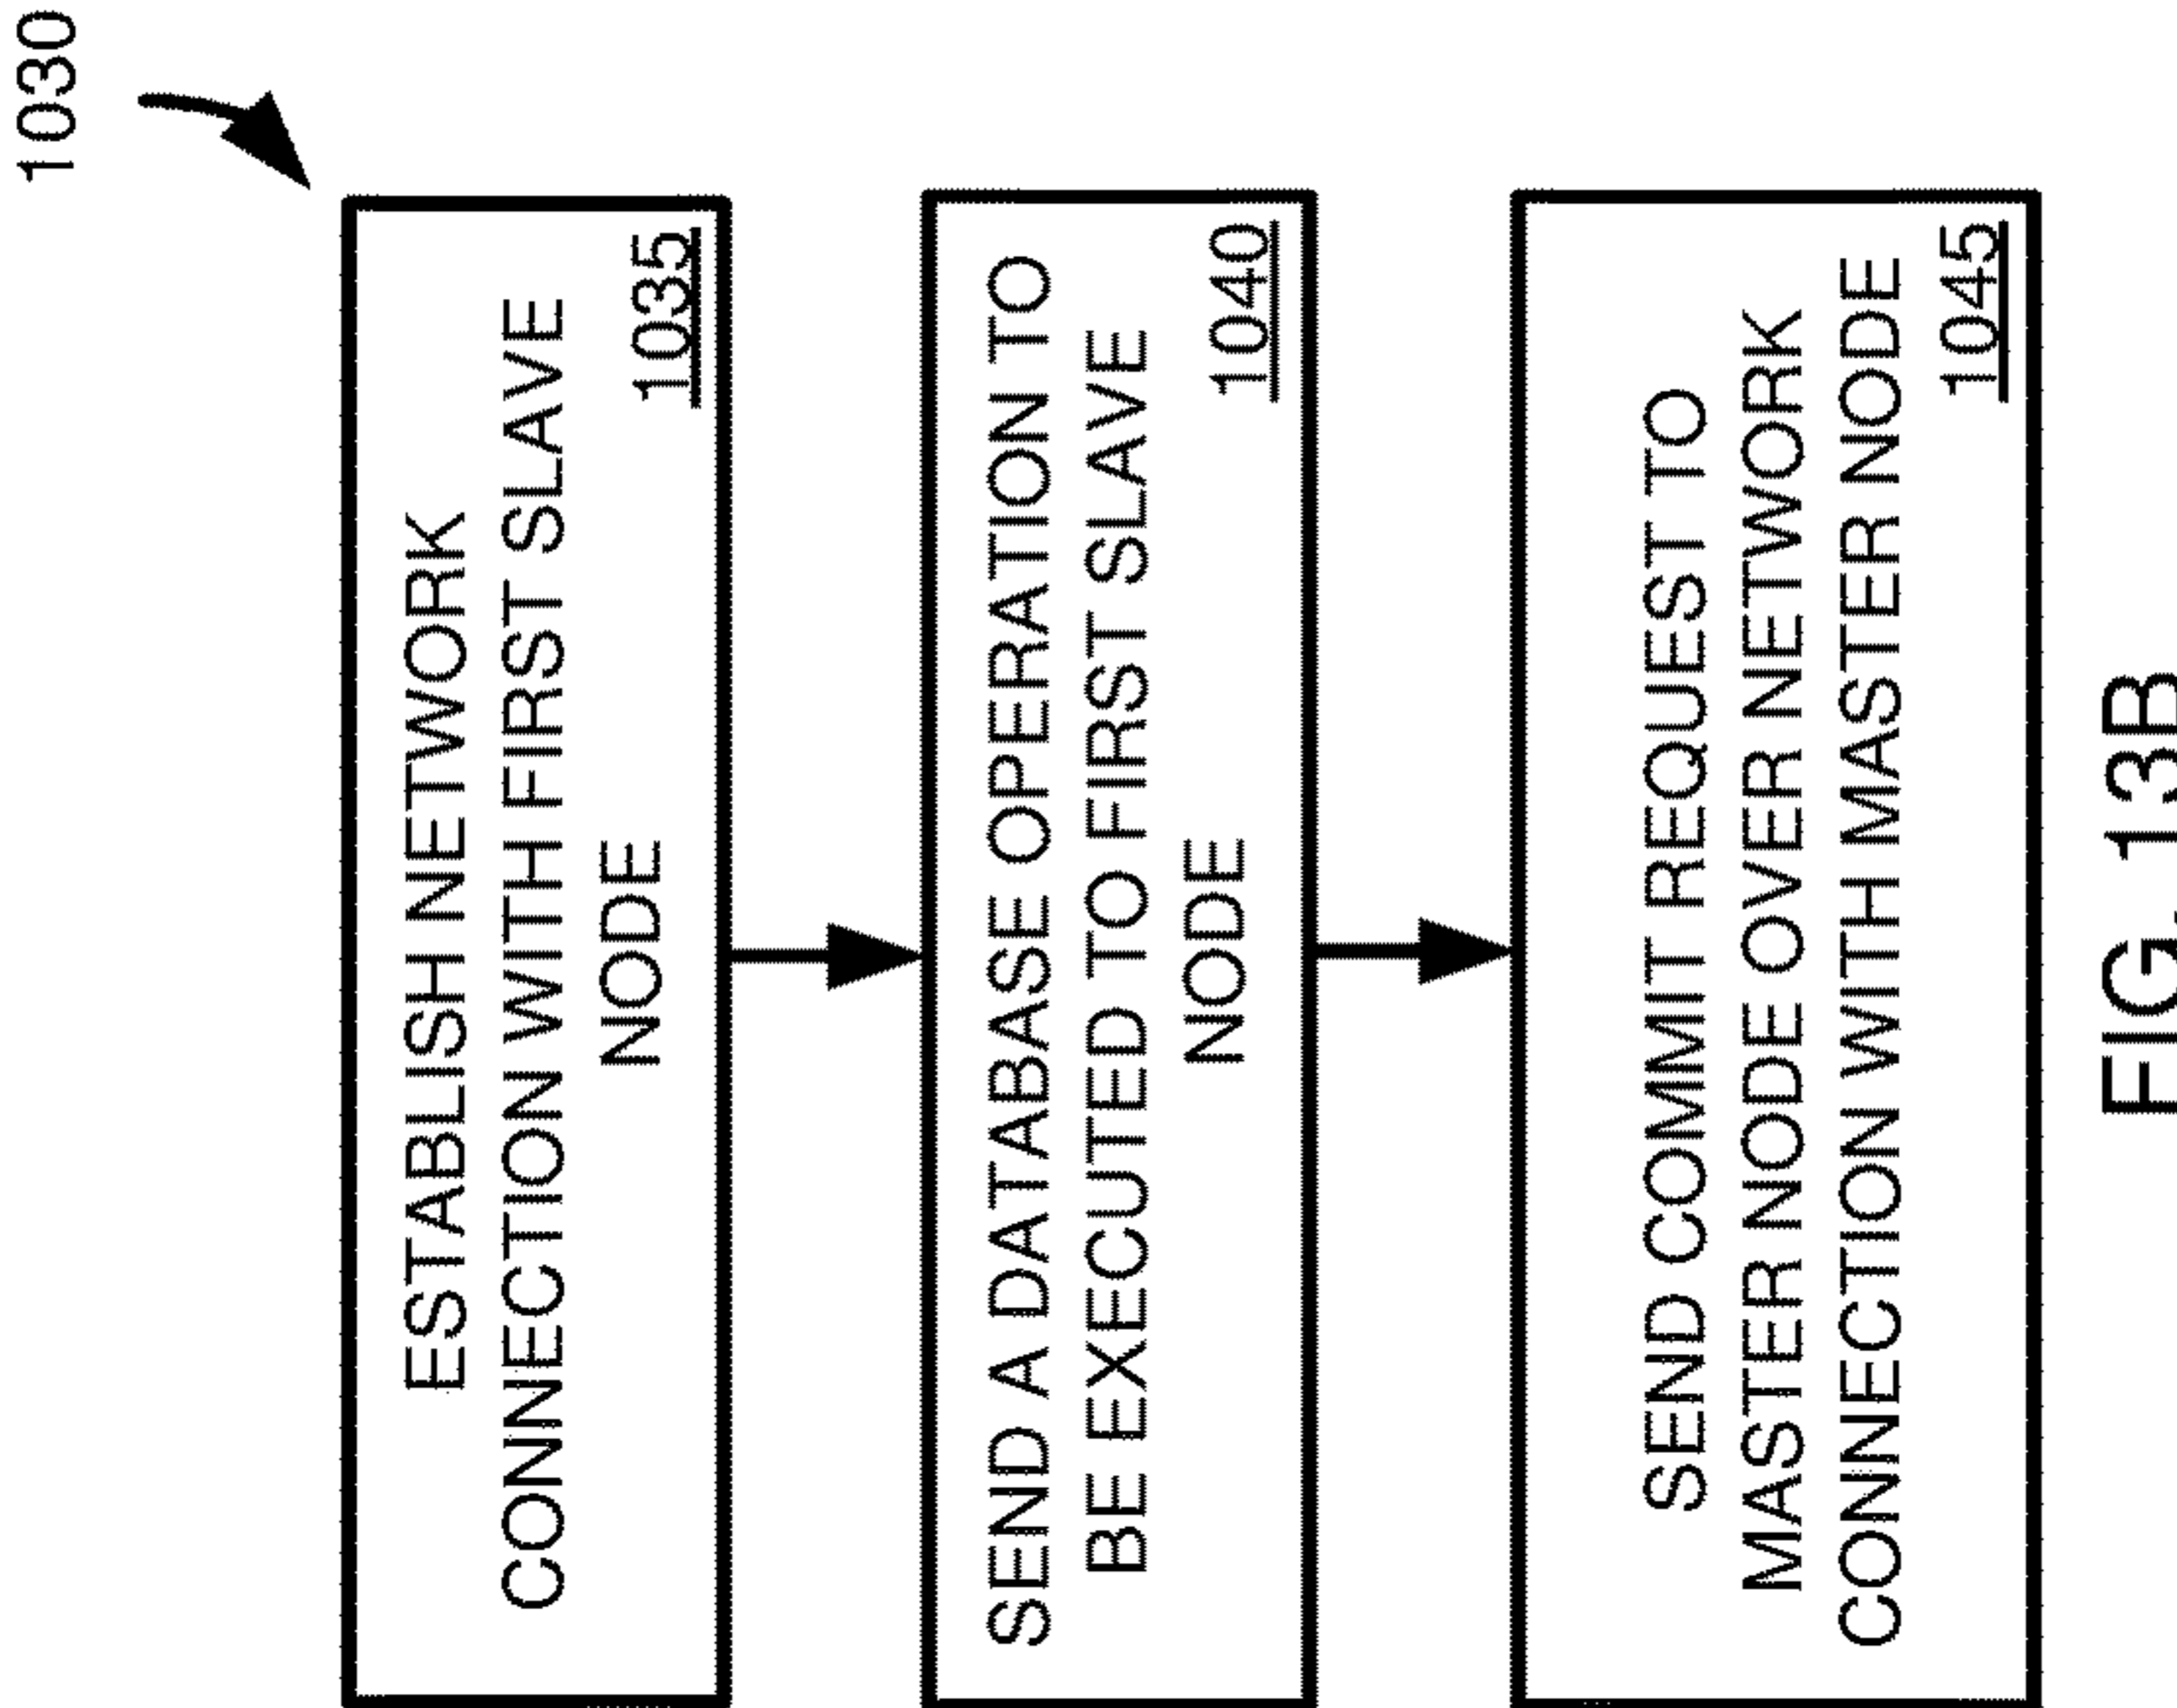 1030
ESTABLISH NETWORK
CONNECTION WITH FIRST SLAVE
NODE
1035
SEND A DATABASE OPERATION TO
BE EXECUTED TO FIRST SLAVE
NODE
1040
SEND COMMIT REQUEST TO
MASTER NODE OVER NETWORK
CONNECTION WITH MASTER NODE
1045
FIG. 13B